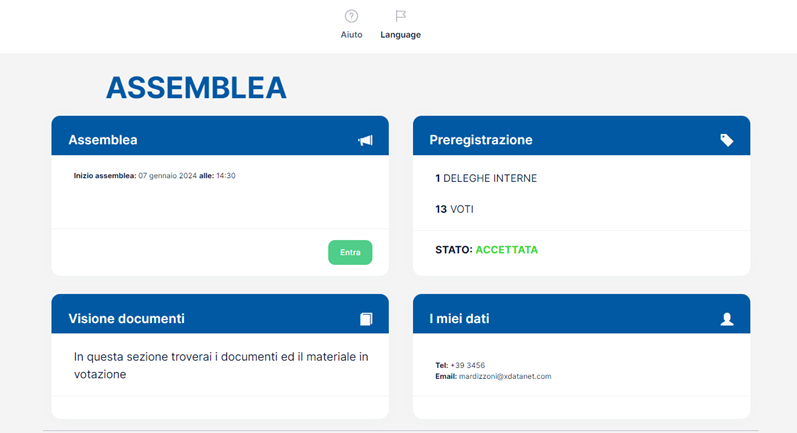 Aiuto
Language
ASSEMBLEA
Assemblea
Inizio assemblea: 07 gennaio 2024 alle: 14:30
Entra
Preregistrazione
1 DELEGHE INTERNE
13 VOTI
STATO: ACCETTATA
Visione documenti
In questa sezione troverai i documenti ed il materiale in
votazione
I miei dati
Tel: +39 3456
Email: mardizzoni@xdatanet.com